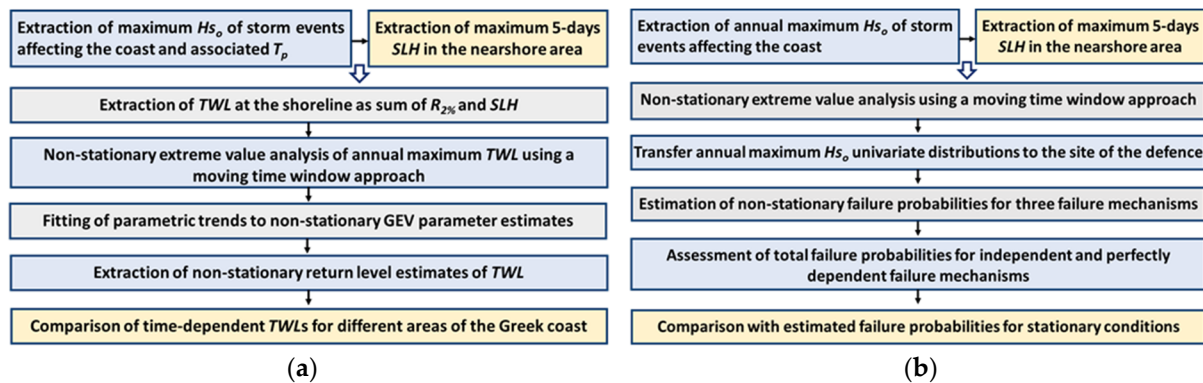 Extraction of maximum Hsₒ of storm events
affecting the coast and associated Tₚ
Extraction of maximum 5-days
SLH in the nearshore area
Extraction of TWL at the shoreline as sum of R₂% and SLH
Non-stationary extreme value analysis of annual maximum TWL using a
moving time window approach
Fitting of parametric trends to non-stationary GEV parameter estimates
Extraction of non-stationary return level estimates of TWL
Comparison of time-dependent TWLs for different areas of the Greek coast
(a)
Extraction of annual maximum Hsₒ of storm
events affecting the coast
Extraction of maximum 5-days
SLH in the nearshore area
Non-stationary extreme value analysis using a moving time window approach
Transfer annual maximum Hsₒ univariate distributions to the site of the defence
Estimation of non-stationary failure probabilities for three failure mechanisms
Assessment of total failure probabilities for independent and perfectly
dependent failure mechanisms
Comparison with estimated failure probabilities for stationary conditions
(b)